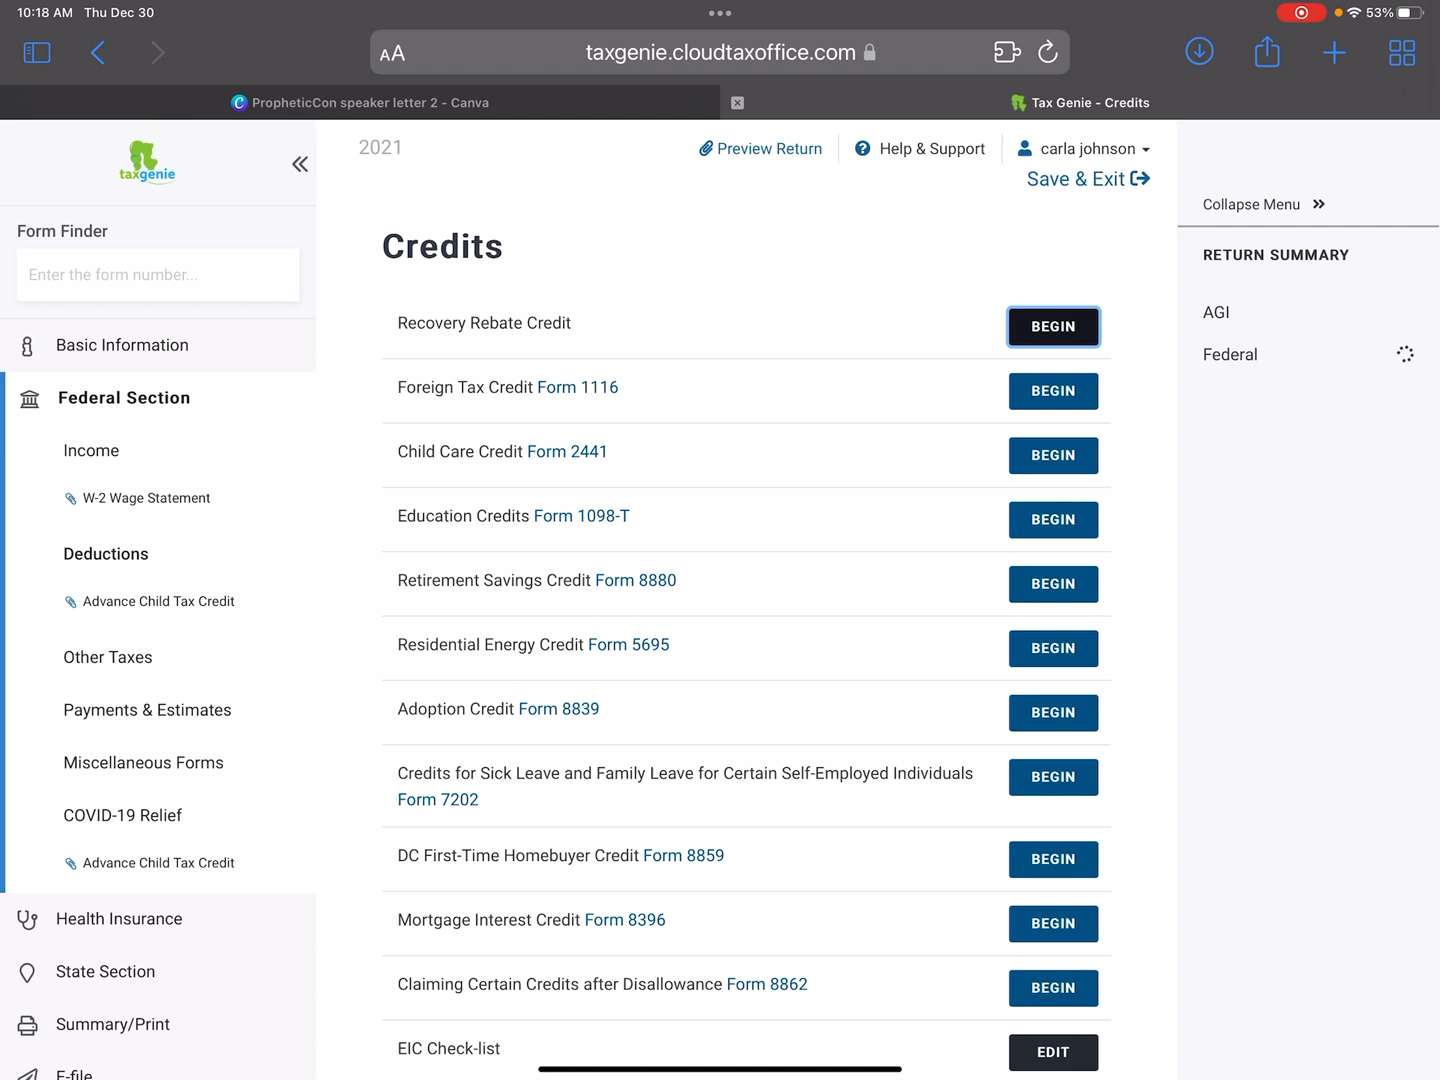 10:18 AM Thu Dec 30
53%
AA
taxgenie.cloudtaxoffice.com
PropheticCon speaker letter 2 - Canva
Tax Genie - Credits
taxgenie
Form Finder
Enter the form number...
Basic Information
Federal Section
Income
W-2 Wage Statement
Deductions
Advance Child Tax Credit
Other Taxes
Payments & Estimates
Miscellaneous Forms
COVID-19 Relief
Advance Child Tax Credit
Health Insurance
State Section
Summary/Print
E-file
2021
Preview Return
Help & Support
carla johnson
Save & Exit
Credits
Recovery Rebate Credit BEGIN
Foreign Tax Credit Form 1116 BEGIN
Child Care Credit Form 2441 BEGIN
Education Credits Form 1098-T BEGIN
Retirement Savings Credit Form 8880 BEGIN
Residential Energy Credit Form 5695 BEGIN
Adoption Credit Form 8839 BEGIN
Credits for Sick Leave and Family Leave for Certain Self-Employed Individuals BEGIN
Form 7202
DC First-Time Homebuyer Credit Form 8859 BEGIN
Mortgage Interest Credit Form 8396 BEGIN
Claiming Certain Credits after Disallowance Form 8862 BEGIN
EIC Check-list EDIT
Collapse Menu
RETURN SUMMARY
AGI
Federal